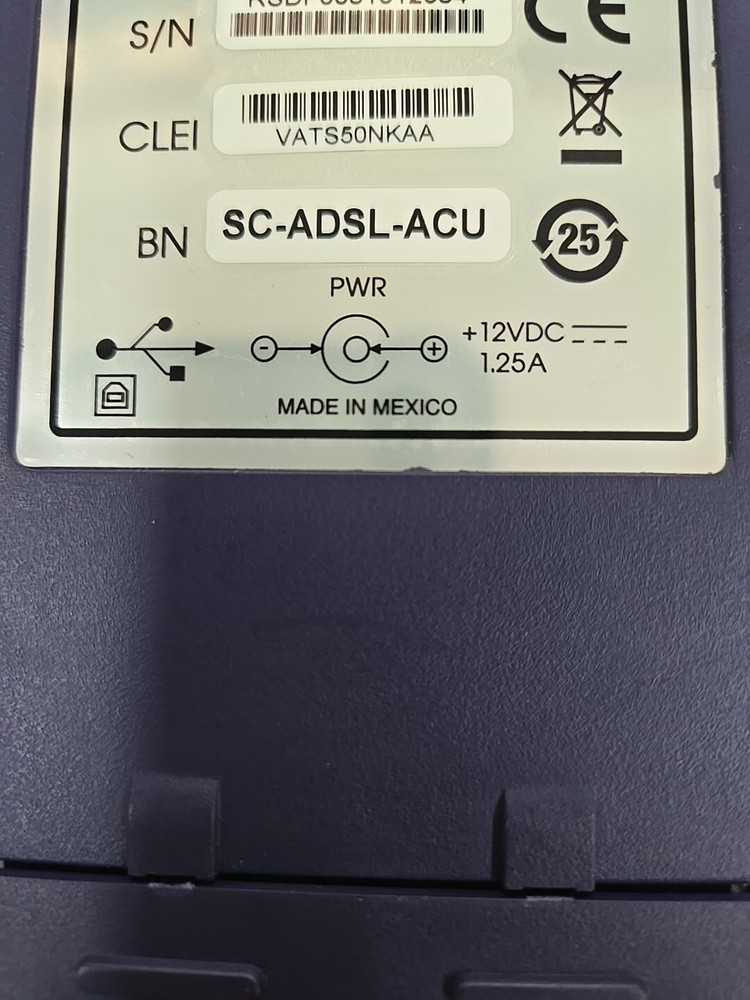 S/N
CLEI
VATS50NKAA
BN SC-ADSL-ACU
25
PWR
- + +12VDC
1.25A
MADE IN MEXICO
CE